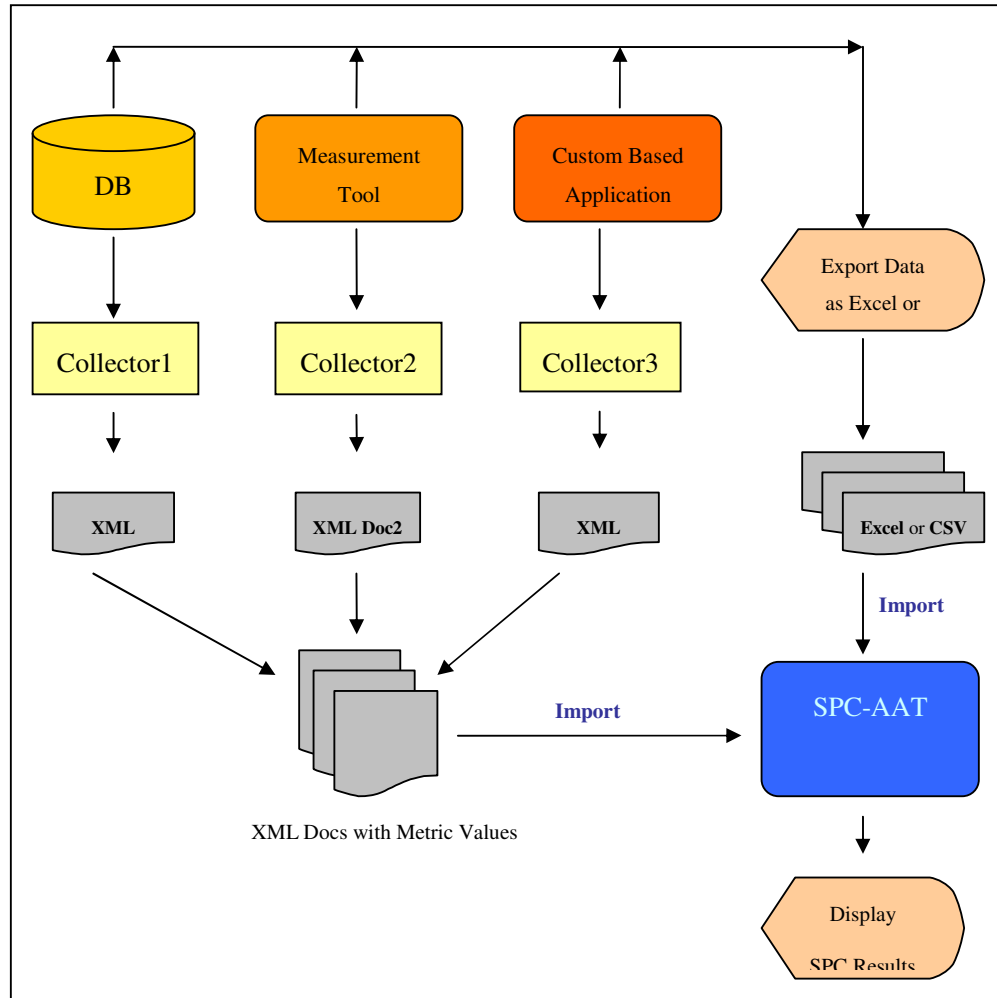 DB
Measurement
Tool
Custom Based
Application
Export Data
as Excel or
Collector1
Collector2
Collector3
XML
XML Doc2
XML
Excel or CSV
Import
SPC-AAT
Import
XML Docs with Metric Values
Display
SPC Results